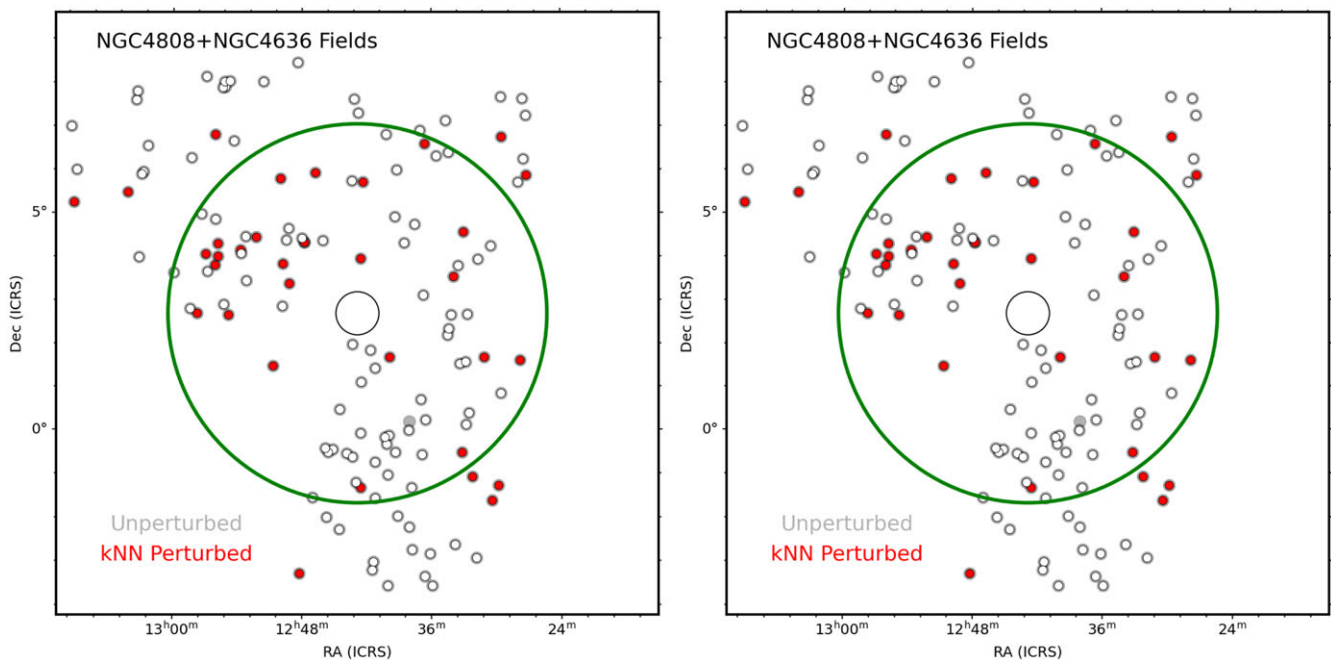 NGC4808+NGC4636 Fields
5°
0°
Dec (ICRS)
Unperturbed
kNN Perturbed
13ʰ00ᵐ 12ʰ48ᵐ 36ᵐ 24ᵐ
RA (ICRS)
NGC4808+NGC4636 Fields
5°
0°
Dec (ICRS)
Unperturbed
kNN Perturbed
13ʰ00ᵐ 12ʰ48ᵐ 36ᵐ 24ᵐ
RA (ICRS)